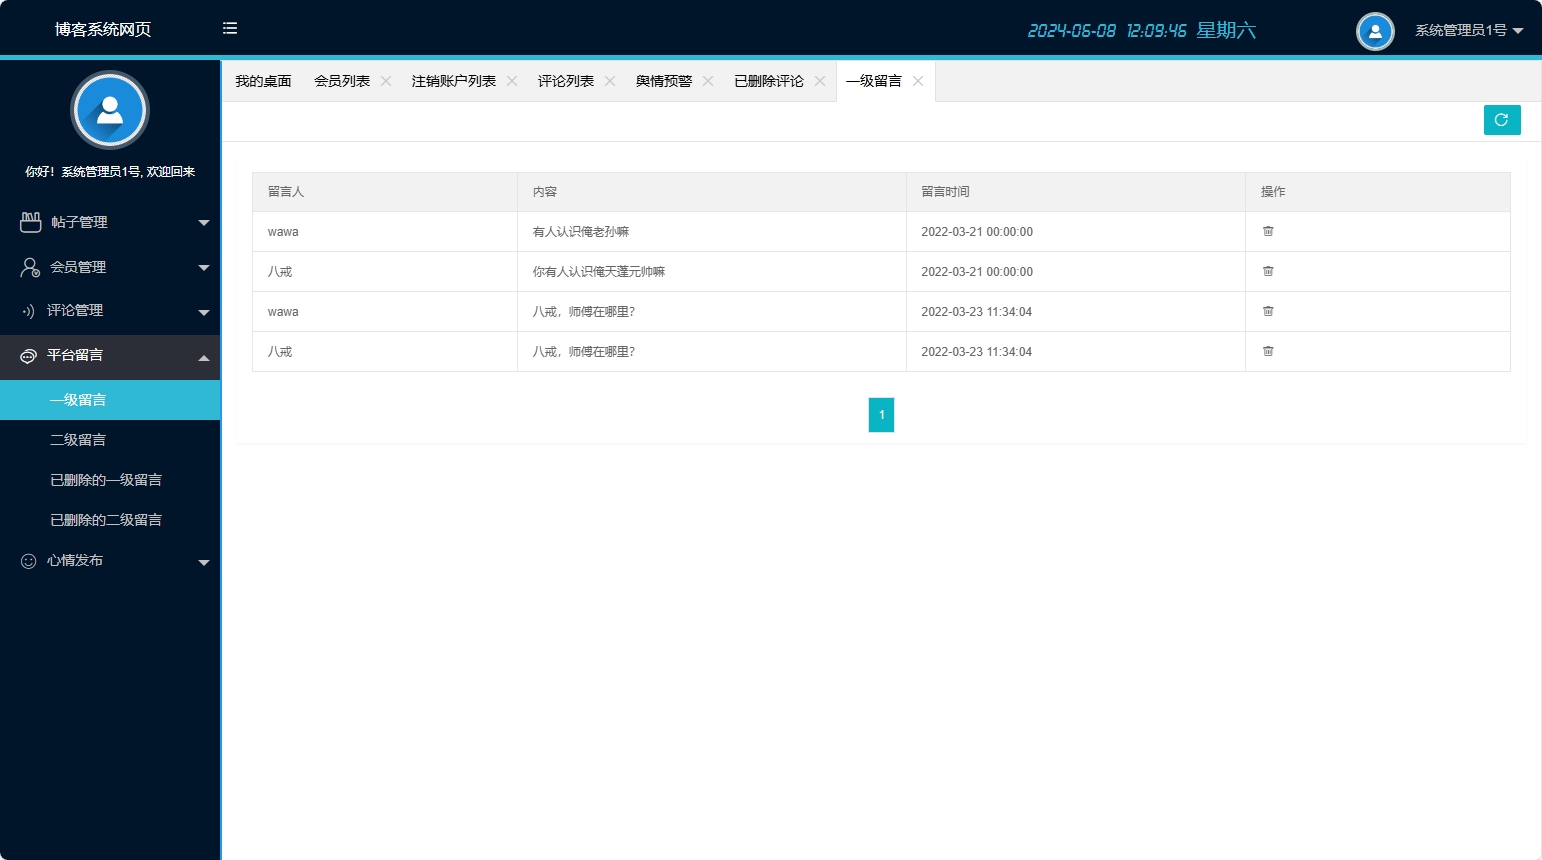 博客系统网页
2024-06-08 12:09:46 星期六
系统管理员1号
我的桌面 会员列表 注销账户列表 评论列表 舆情预警 已删除评论 一级留言
你好！系统管理员1号, 欢迎回来
帖子管理
会员管理
评论管理
平台留言
一级留言
二级留言
已删除的一级留言
已删除的二级留言
心情发布
留言人 内容 留言时间 操作
wawa 有人认识俺老孙嘛 2022-03-21 00:00:00
八戒 你有人认识俺天蓬元帅嘛 2022-03-21 00:00:00
wawa 八戒，师傅在哪里？ 2022-03-23 11:34:04
八戒 八戒，师傅在哪里？ 2022-03-23 11:34:04
1